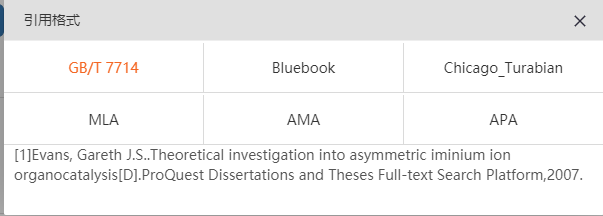 引用格式 ×
GB/T 7714 Bluebook Chicago_Turabian
MLA AMA APA
[1]Evans, Gareth J.S..Theoretical investigation into asymmetric iminium ion
organocatalysis[D].ProQuest Dissertations and Theses Full-text Search Platform,2007.